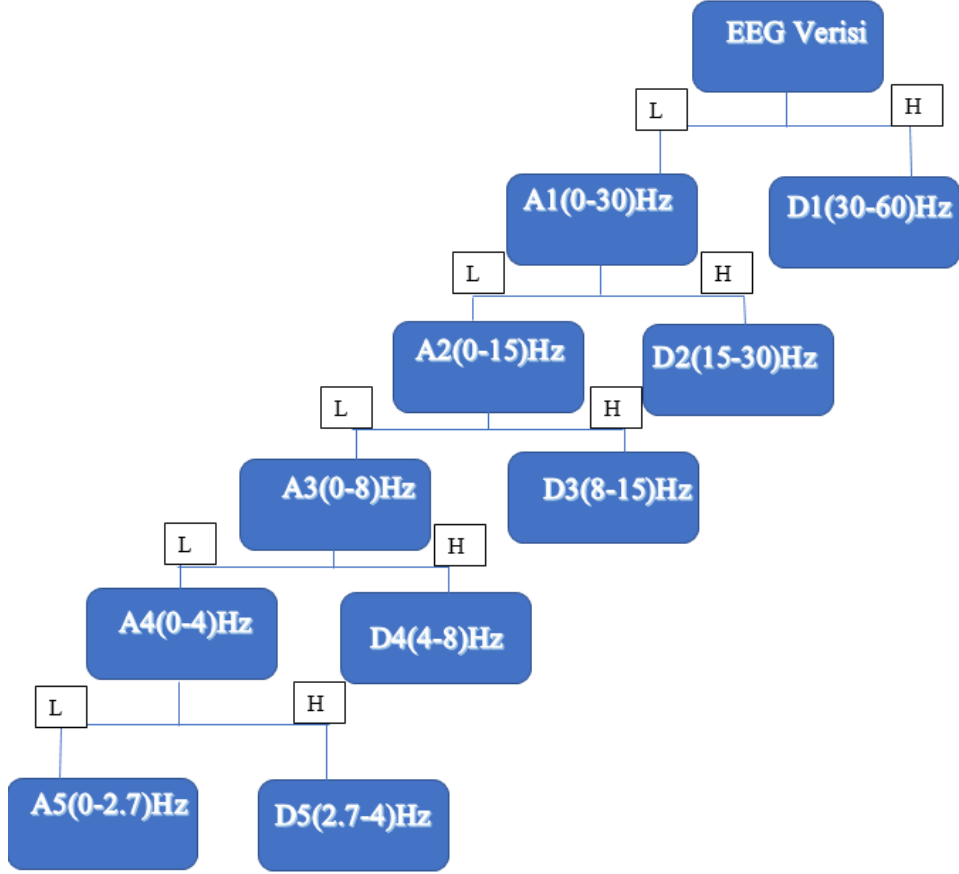 EEG Verisi
L
H
A1(0-30)Hz
D1(30-60)Hz
L
H
A2(0-15)Hz
D2(15-30)Hz
L
H
A3(0-8)Hz
D3(8-15)Hz
L
H
A4(0-4)Hz
D4(4-8)Hz
L
H
A5(0-2.7)Hz
D5(2.7-4)Hz